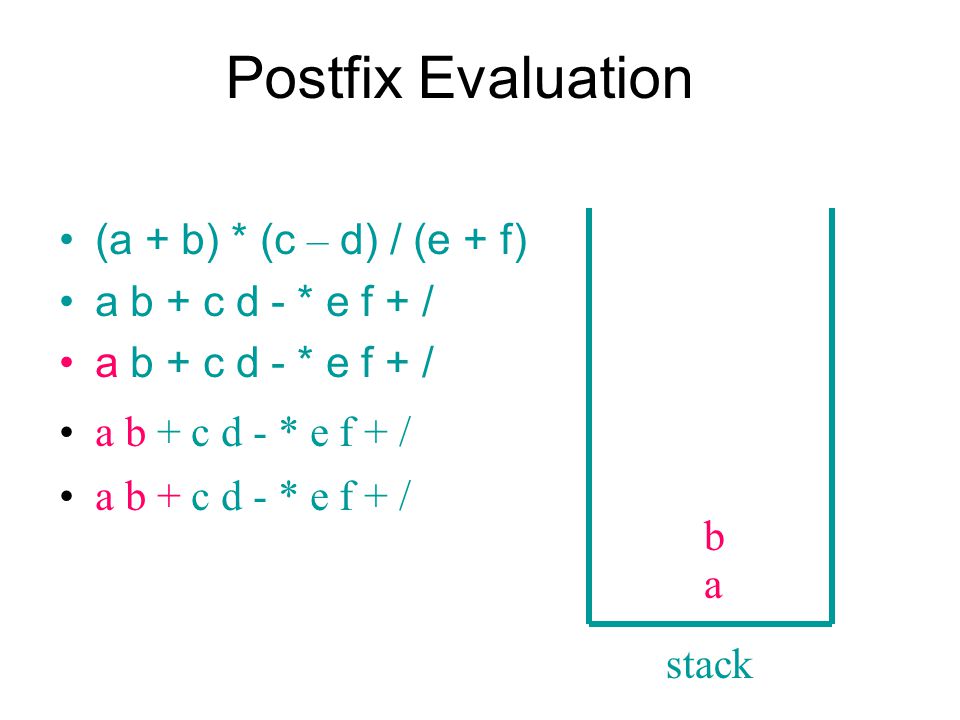 Postfix Evaluation
• (a + b) * (c – d) / (e + f)
• a b + c d - * e f + /
• a b + c d - * e f + /
• a b + c d - * e f + /
• a b + c d - * e f + /
b
a
stack